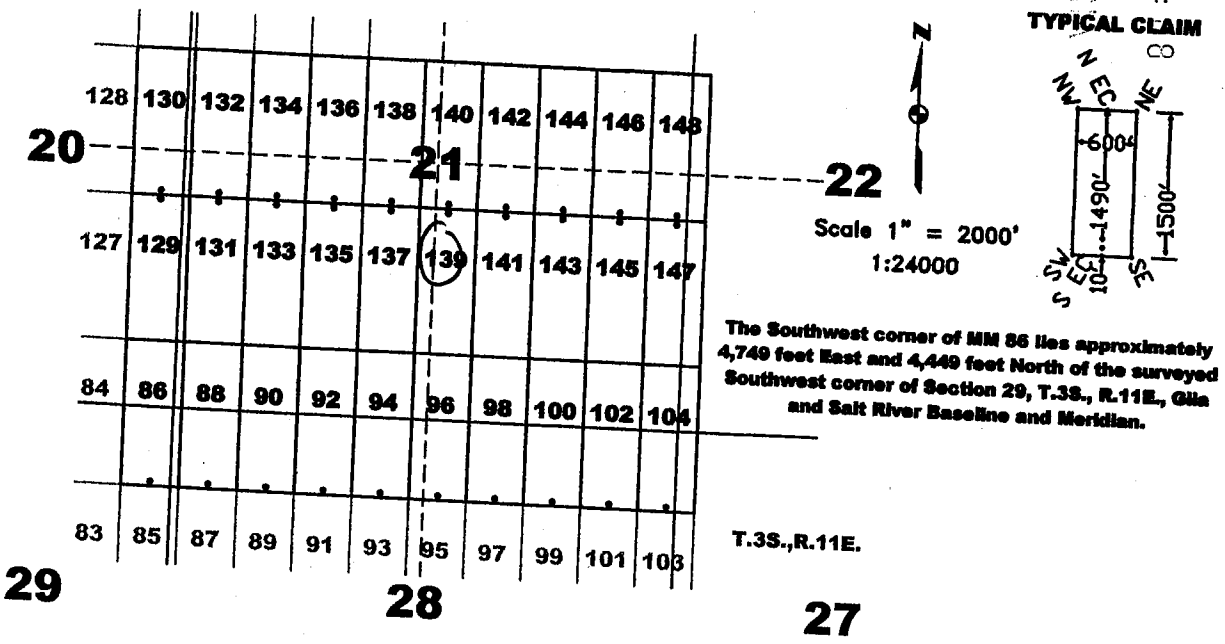 TYPICAL CLAIM
N
N EC
NW
NE
600'
1490'
1500'
10'
SW
S EC
SE
128 130 132 134 136 138 140 142 144 146 148
20
21
22
Scale 1" = 2000'
1:24000
127 129 131 133 135 137 139 141 143 145 147
The Southwest corner of MM 86 lies approximately
4,749 feet East and 4,449 feet North of the surveyed
Southwest corner of Section 29, T.3S., R.11E., Gila
and Salt River Baseline and Meridian.
84 86 88 90 92 94 96 98 100 102 104
83 85 87 89 91 93 95 97 99 101 103
T.3S.,R.11E.
29
28
27